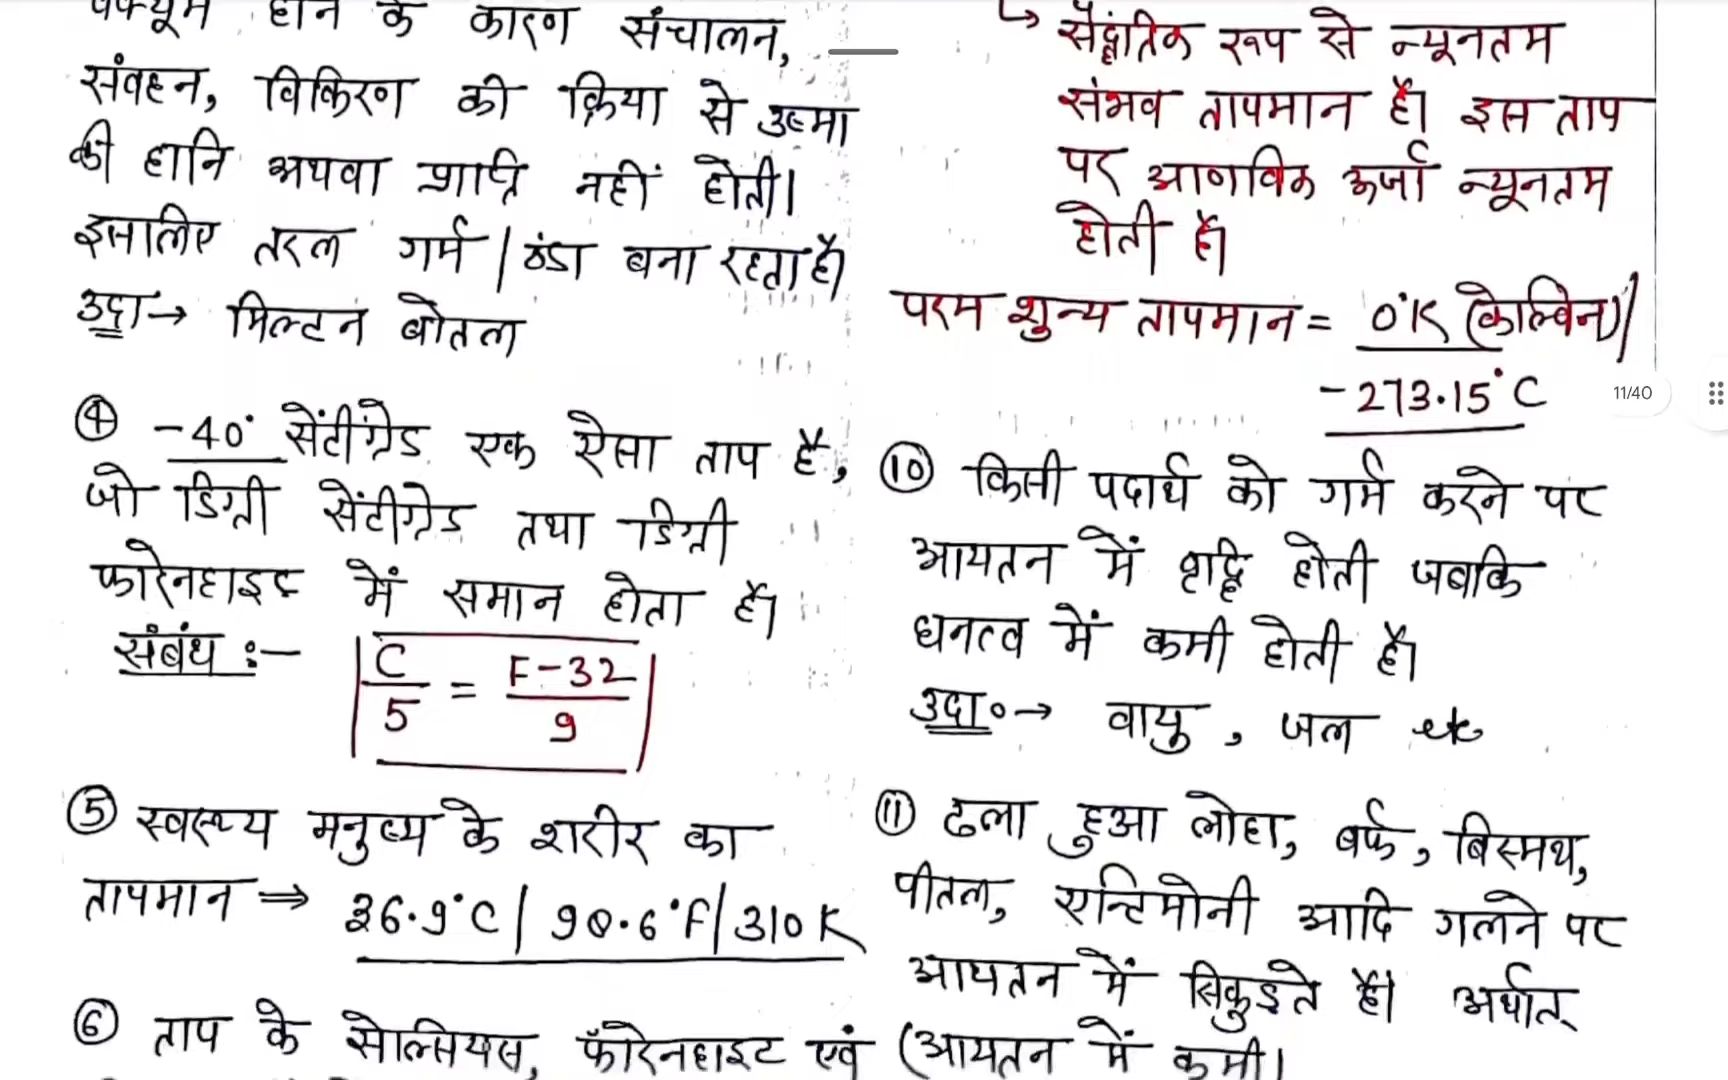 होने के कारण संचालन,
संवहन, विकिरण की क्रिया से उष्मा
की हानि अथवा प्राप्ति नहीं होती।
इसलिए तरल गर्म / ठंडा बना रहता है।
उदा → मिल्टन बोतल
④ -40° सेंटीग्रेड एक ऐसा ताप है,
जो डिग्री सेंटीग्रेड तथा डिग्री
फारेनहाइट में समान होता है।
संबंध :- C/5 = F-32/9
⑤ स्वस्थ्य मनुष्य के शरीर का
तापमान ⇒ 36.9°C / 98.6°F / 310 K
⑥ ताप के सेल्सियस, फॉरेनहाइट एवं
↳ सैद्धांतिक रूप से न्यूनतम
संभव तापमान है। इस ताप
पर आणविक ऊर्जा न्यूनतम
होती है।
परम शुन्य तापमान = 0°K (केल्विन)/
-273.15°C
⑩ किसी पदार्थ को गर्म करने पर
आयतन में वृद्धि होती जबकि
घनत्व में कमी होती है।
उदा० → वायु, जल etc
⑪ ढला हुआ लोहा, बर्फ, बिस्मथ,
पीतल, एन्टिमोनी आदि गलने पर
आयतन में सिकुड़ते है। अर्थात्
(आयतन में कमी।
11/40